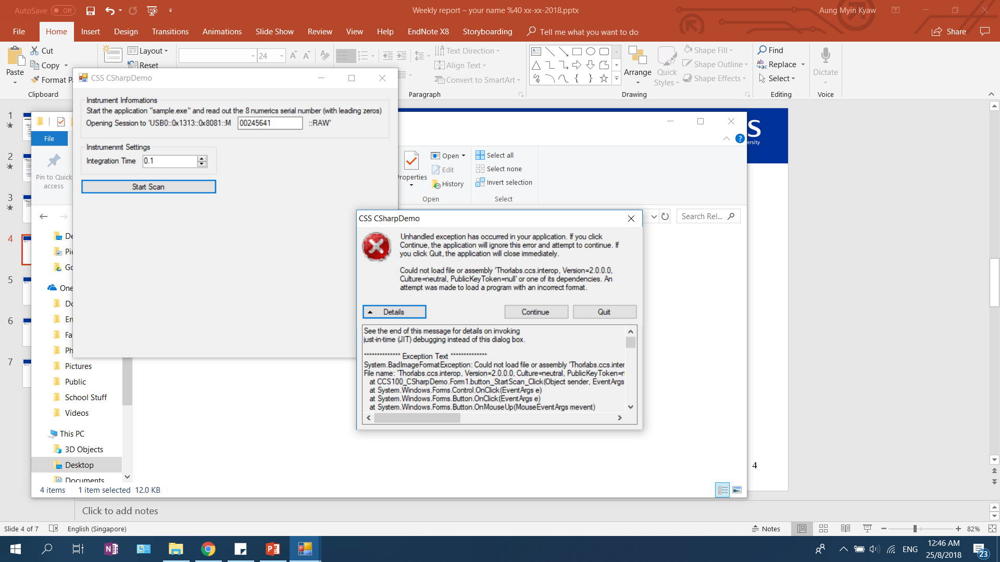 AutoSave Off
Weekly report – your name %40 xx-xx-2018.pptx
Aung Myin Kyaw
File Home Insert Design Transitions Animations Slide Show Review View Help EndNote X8 Storyboarding Tell me what you want to do Share
Paste
Cut
Copy
Format P
Clipboard
Layout
Reset
24
Text Direction
Align Text
Convert to SmartArt
Paragraph
Arrange
Quick Styles
Shape Fill
Shape Outline
Shape Effects
Drawing
Find
Replace
Select
Editing
Dictate
Voice
1
2
3
4
5
6
7
CSS CSharpDemo
Instrument Informations
Start the application "sample.exe" and read out the 8 numerics serial number (with leading zeros)
Opening Session to 'USB0::0x1313::0x8081::M 00245641 ::RAW'
Instrumenmt Settings
Integration Time 0.1
Start Scan
File
Pin to Quick
access
Properties
Open
Edit
History
Open
Select all
Select none
Invert selection
Select
S
ersity
Search Rel...
De
Pic
Go
One
Do
En
Fa
Ph
Pictures
Public
School Stuff
Videos
This PC
3D Objects
Desktop
Documents
4 items 1 item selected 12.0 KB
CSS CSharpDemo
Unhandled exception has occurred in your application. If you click
Continue, the application will ignore this error and attempt to continue. If
you click Quit, the application will close immediately.
Could not load file or assembly 'Thorlabs.ccs.interop, Version=2.0.0.0,
Culture=neutral, PublicKeyToken=null' or one of its dependencies. An
attempt was made to load a program with an incorrect format.
Details Continue Quit
See the end of this message for details on invoking
just-in-time (JIT) debugging instead of this dialog box.
************** Exception Text **************
System.BadImageFormatException: Could not load file or assembly 'Thorlabs.ccs.inter
File name: 'Thorlabs.ccs.interop, Version=2.0.0.0, Culture=neutral, PublicKeyToken=n
at CCS100_CSharpDemo.Form1.button_StartScan_Click(Object sender, EventArgs
at System.Windows.Forms.Control.OnClick(EventArgs e)
at System.Windows.Forms.Button.OnClick(EventArgs e)
at System.Windows.Forms.Button.OnMouseUp(MouseEventArgs mevent)
4
Click to add notes
Slide 4 of 7 English (Singapore) Notes 82%
ENG
12:46 AM
25/8/2018
23